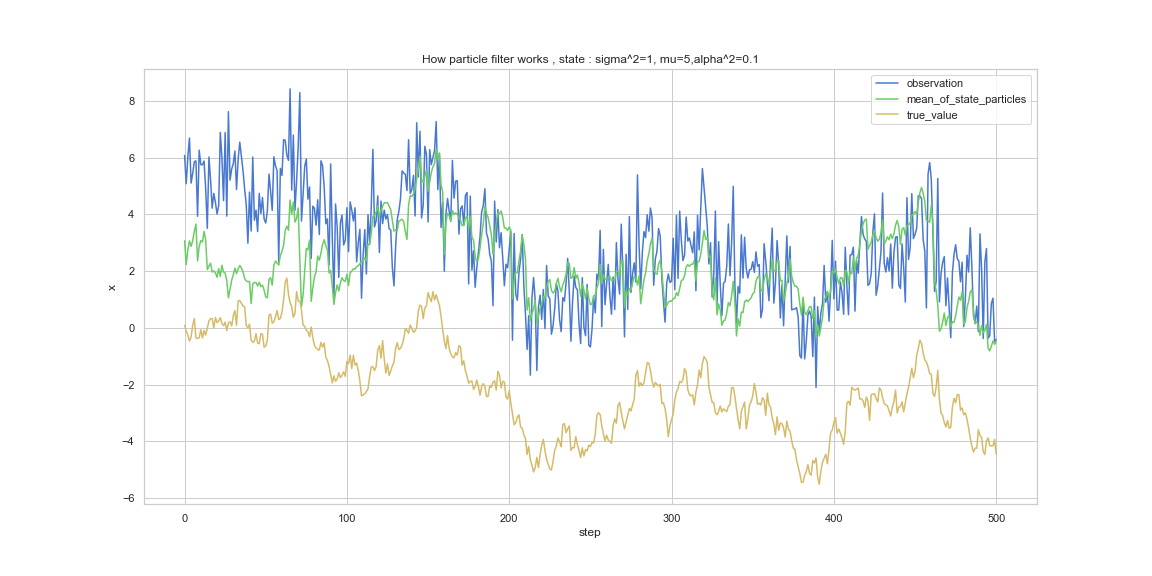 How particle filter works , state : sigma^2=1, mu=5,alpha^2=0.1
observation
mean_of_state_particles
true_value
8
6
4
2
0
−2
−4
−6
x
0 100 200 300 400 500
step